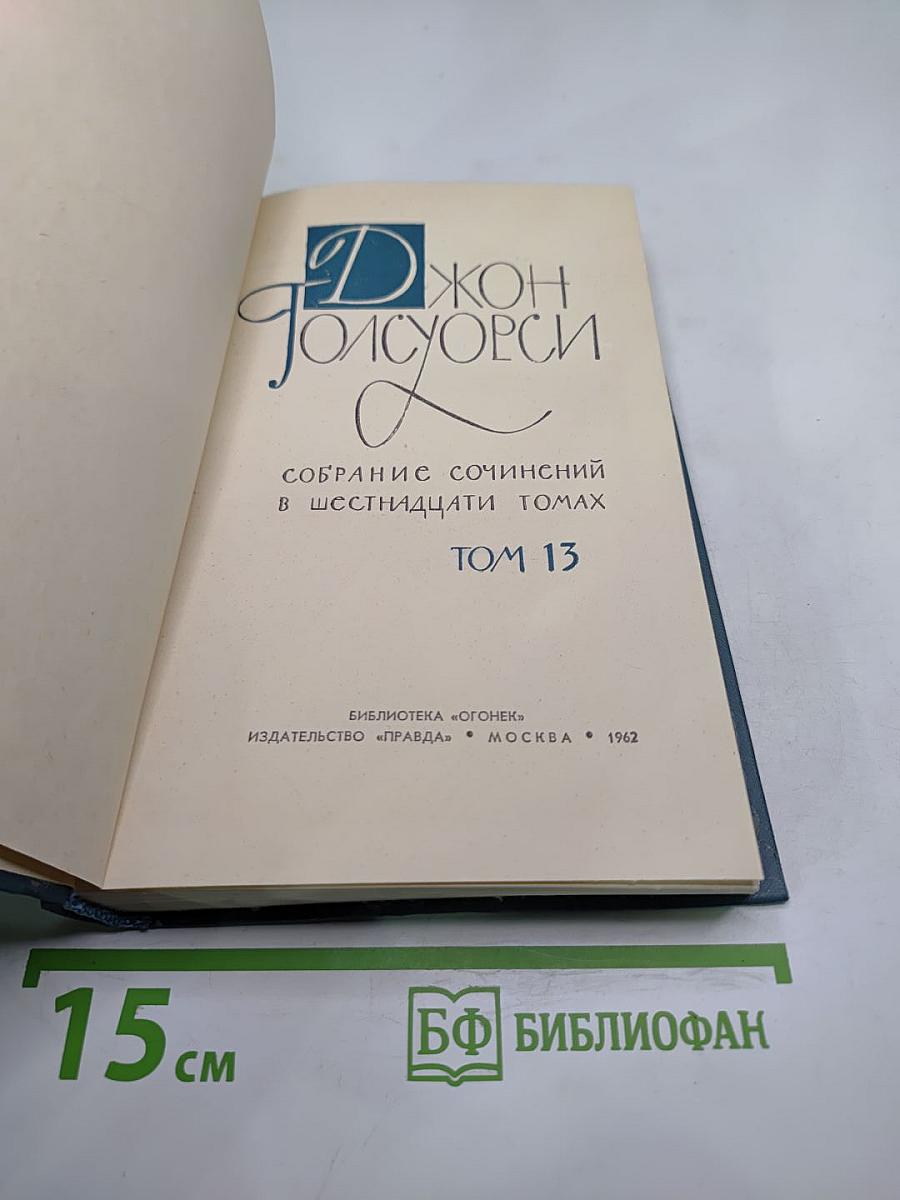 Джон
Голсуорси
СОБРАНИЕ СОЧИНЕНИЙ
В ШЕСТНАДЦАТИ ТОМАХ
ТОМ 13
БИБЛИОТЕКА «ОГОНЕК»
ИЗДАТЕЛЬСТВО «ПРАВДА» • МОСКВА • 1962
15 см
БФ БИБЛИОФАН